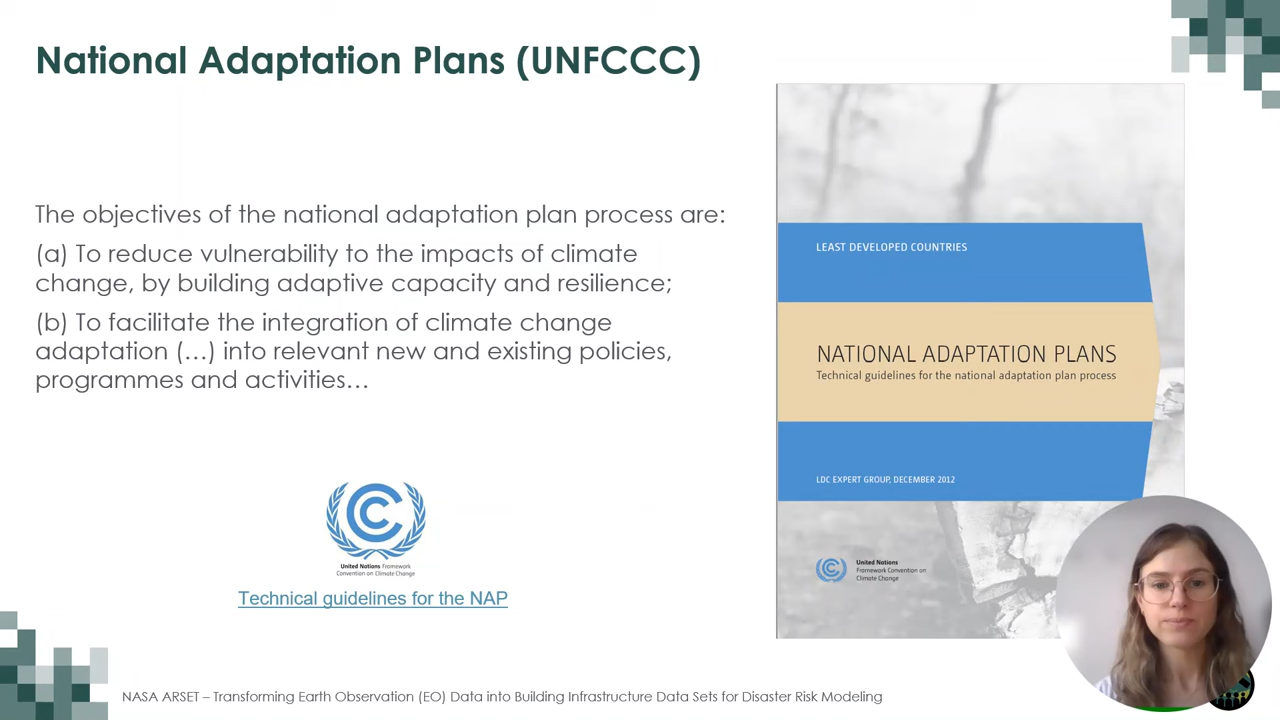 National Adaptation Plans (UNFCCC)
The objectives of the national adaptation plan process are:
(a) To reduce vulnerability to the impacts of climate
change, by building adaptive capacity and resilience;
(b) To facilitate the integration of climate change
adaptation (…) into relevant new and existing policies,
programmes and activities…
United Nations Framework
Convention on Climate Change
Technical guidelines for the NAP
LEAST DEVELOPED COUNTRIES
NATIONAL ADAPTATION PLANS
Technical guidelines for the national adaptation plan process
LDC EXPERT GROUP, DECEMBER 2012
United Nations
Framework Convention on
Climate Change
NASA ARSET – Transforming Earth Observation (EO) Data into Building Infrastructure Data Sets for Disaster Risk Modeling